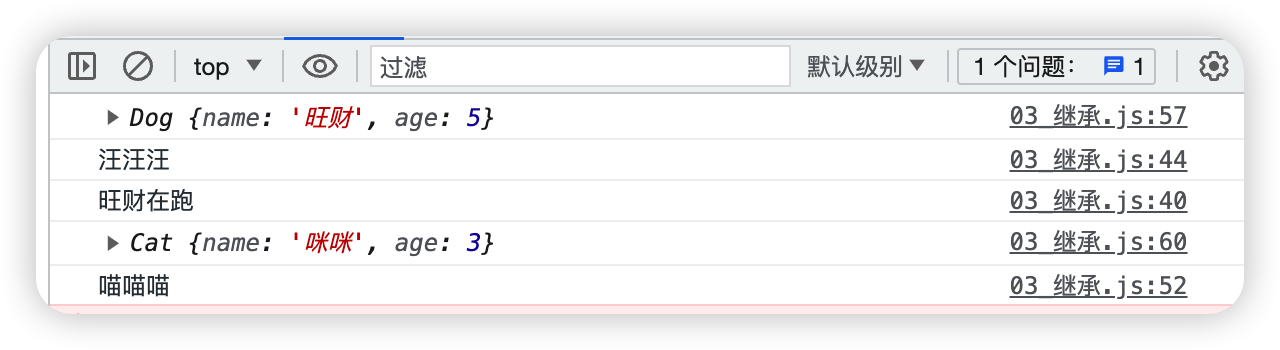 top 过滤 默认级别 1 个问题: 1
Dog {name: '旺财', age: 5} 03_继承.js:57
汪汪汪 03_继承.js:44
旺财在跑 03_继承.js:40
Cat {name: '咪咪', age: 3} 03_继承.js:60
喵喵喵 03_继承.js:52